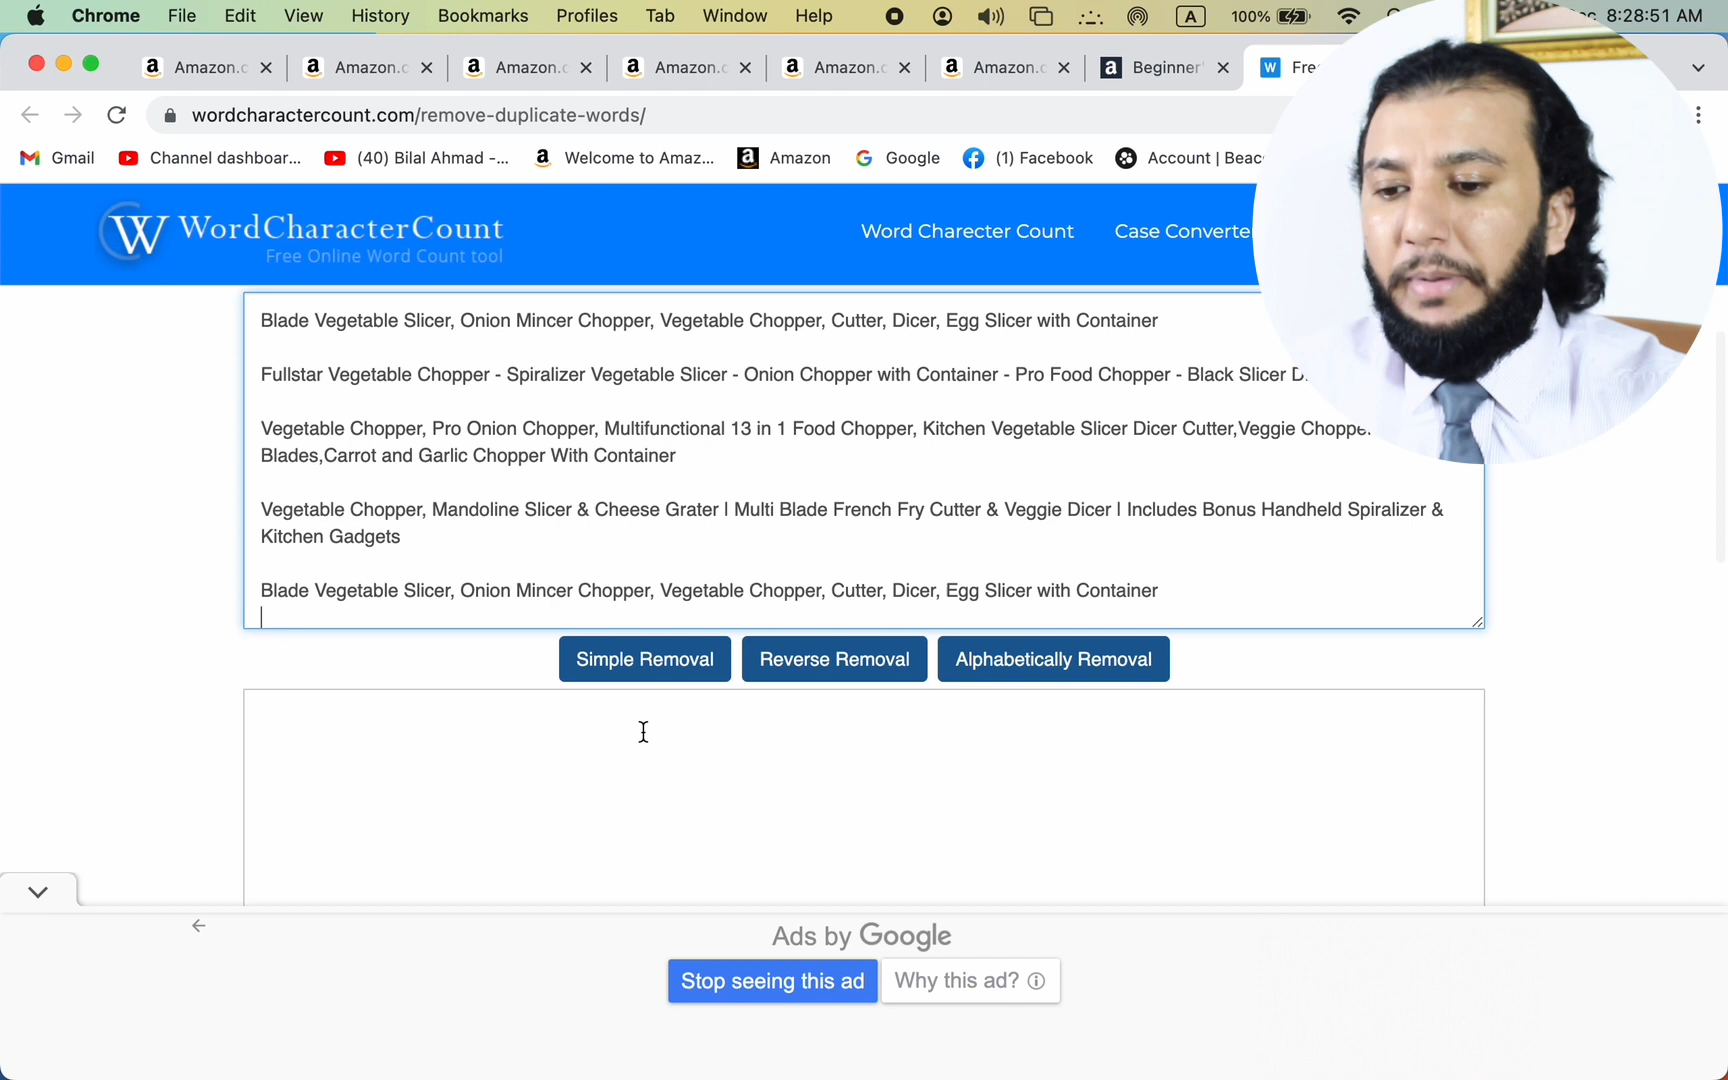 Chrome File Edit View History Bookmarks Profiles Tab Window Help A 100% 8:28:51 AM
Amazon.c Amazon.c Amazon.c Amazon.c Amazon.c Amazon.c Beginner' W Fre
wordcharactercount.com/remove-duplicate-words/
Gmail Channel dashboar... (40) Bilal Ahmad -... Welcome to Amaz... Amazon Google (1) Facebook Account | Beac
W WordCharacterCount
Free Online Word Count tool
Word Charecter Count Case Converter
Blade Vegetable Slicer, Onion Mincer Chopper, Vegetable Chopper, Cutter, Dicer, Egg Slicer with Container
Fullstar Vegetable Chopper - Spiralizer Vegetable Slicer - Onion Chopper with Container - Pro Food Chopper - Black Slicer D
Vegetable Chopper, Pro Onion Chopper, Multifunctional 13 in 1 Food Chopper, Kitchen Vegetable Slicer Dicer Cutter,Veggie Chopper
Blades,Carrot and Garlic Chopper With Container
Vegetable Chopper, Mandoline Slicer & Cheese Grater | Multi Blade French Fry Cutter & Veggie Dicer | Includes Bonus Handheld Spiralizer &
Kitchen Gadgets
Blade Vegetable Slicer, Onion Mincer Chopper, Vegetable Chopper, Cutter, Dicer, Egg Slicer with Container
Simple Removal Reverse Removal Alphabetically Removal
Ads by Google
Stop seeing this ad Why this ad?